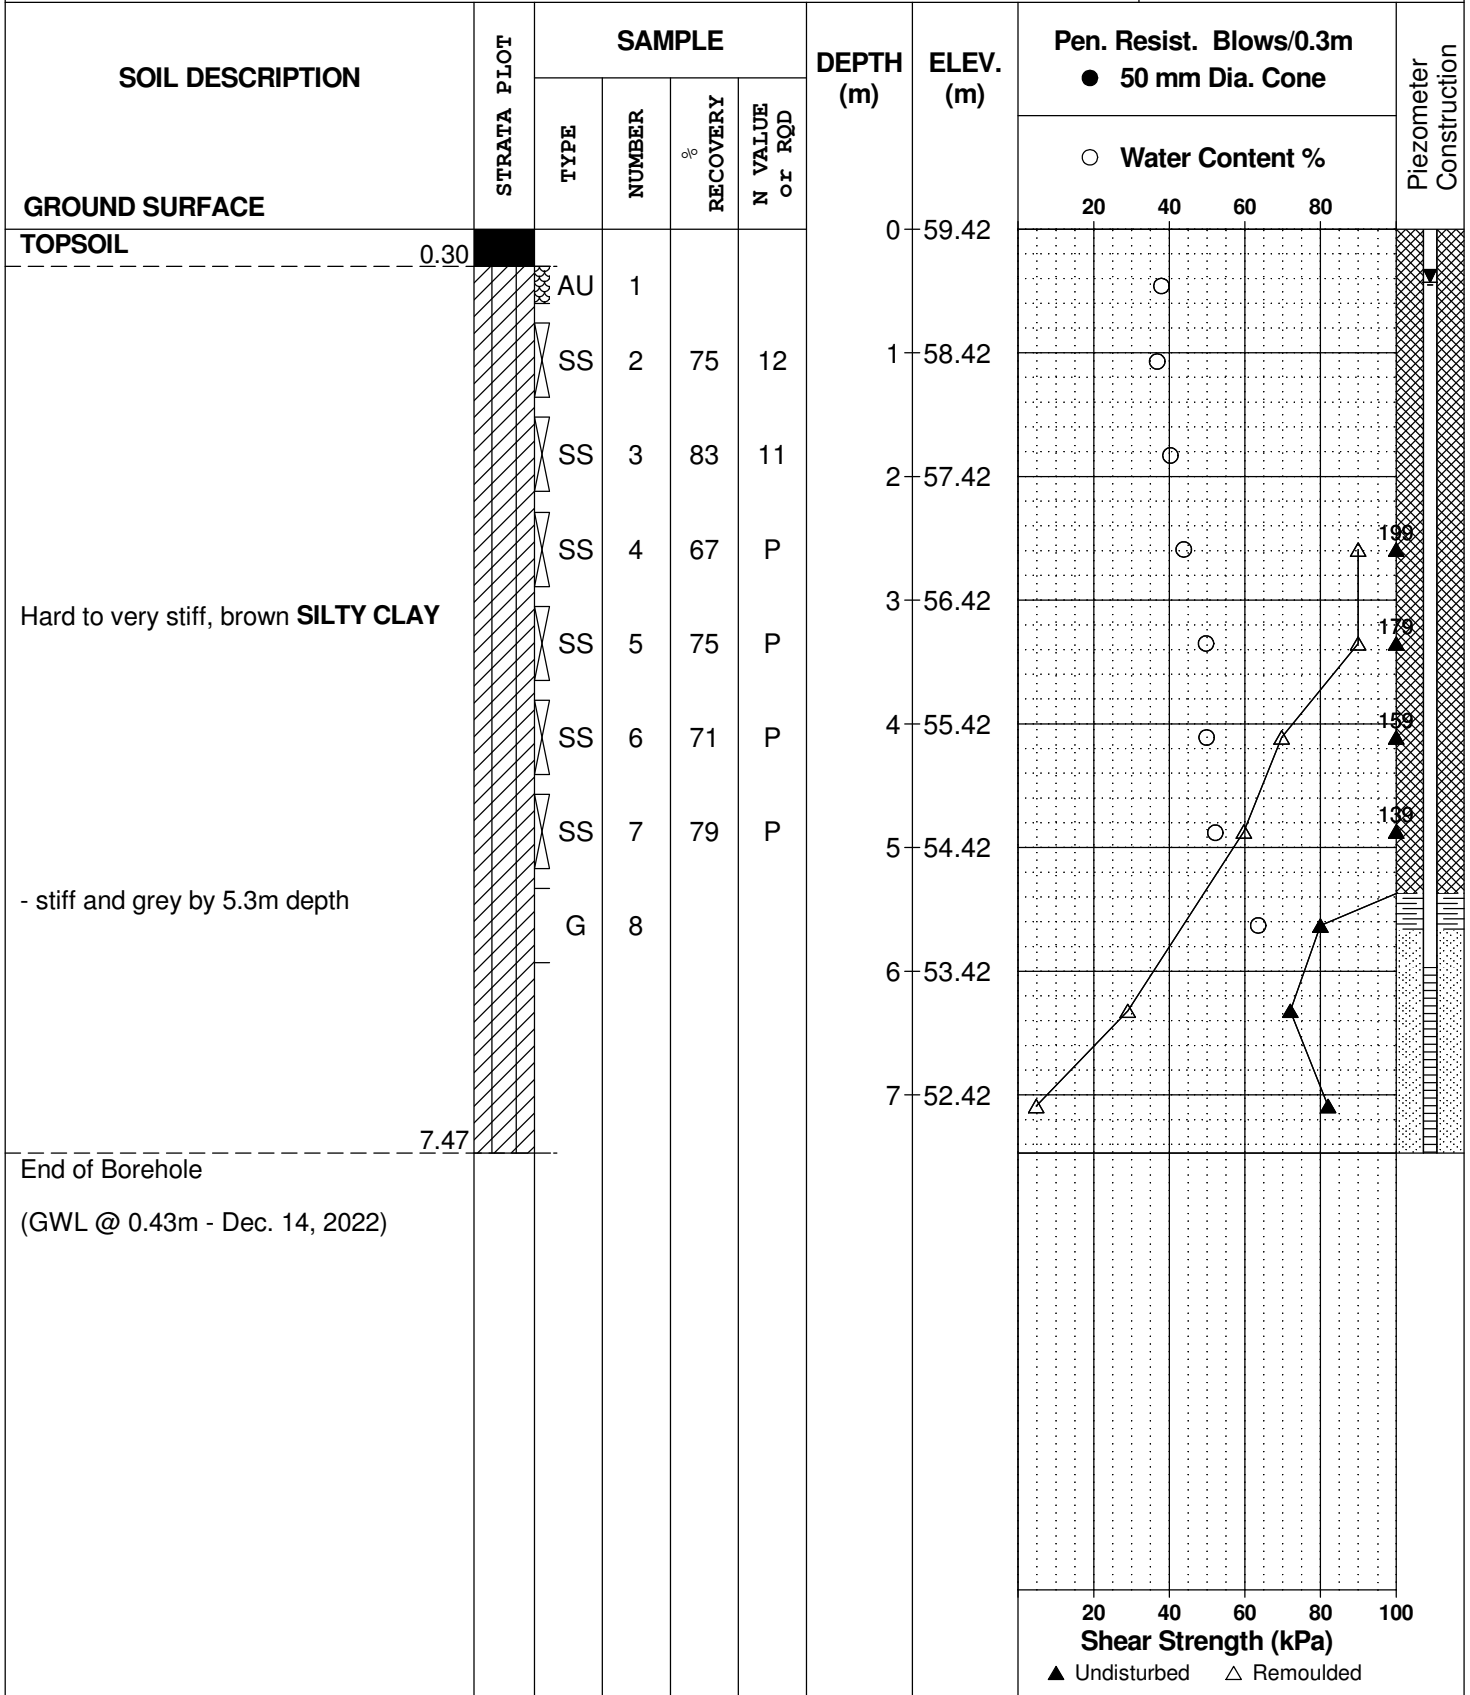 SOIL DESCRIPTION
GROUND SURFACE
STRATA PLOT
SAMPLE
TYPE
NUMBER
% RECOVERY
N VALUE or RQD
DEPTH (m)
ELEV. (m)
Pen. Resist. Blows/0.3m
● 50 mm Dia. Cone
○ Water Content %
20 40 60 80
Piezometer Construction
TOPSOIL 0.30
0 59.42
AU 1
SS 2 75 12
1 58.42
SS 3 83 11
2 57.42
199
SS 4 67 P
3 56.42
Hard to very stiff, brown SILTY CLAY
179
SS 5 75 P
4 55.42
159
SS 6 71 P
139
SS 7 79 P
5 54.42
- stiff and grey by 5.3m depth
G 8
6 53.42
7 52.42
7.47
End of Borehole
(GWL @ 0.43m - Dec. 14, 2022)
20 40 60 80 100
Shear Strength (kPa)
▲ Undisturbed △ Remoulded